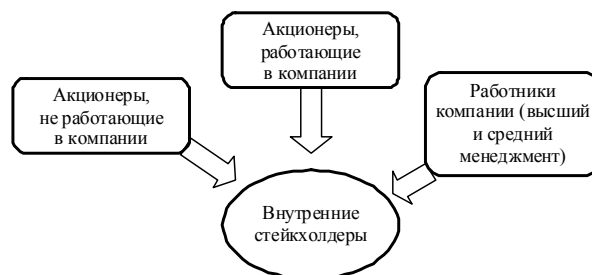 Акционеры,
не работающие
в компании
Акционеры,
работающие
в компании
Работники
компании (высший
и средний
менеджмент)
Внутренние
стейкхолдеры